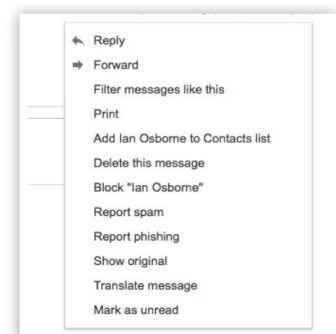 Reply
Forward
Filter messages like this
Print
Add Ian Osborne to Contacts list
Delete this message
Block "Ian Osborne"
Report spam
Report phishing
Show original
Translate message
Mark as unread